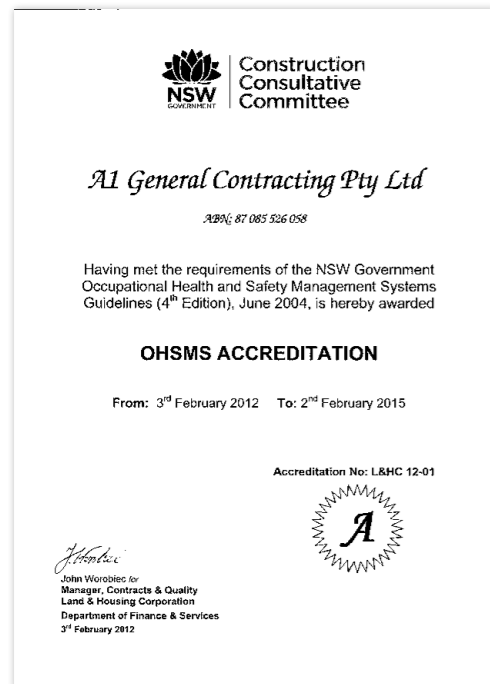 NSW
GOVERNMENT
Construction
Consultative
Committee
A1 General Contracting Pty Ltd
ABN: 87 085 526 058
Having met the requirements of the NSW Government
Occupational Health and Safety Management Systems
Guidelines (4th Edition), June 2004, is hereby awarded
OHSMS ACCREDITATION
From: 3rd February 2012 To: 2nd February 2015
Accreditation No: L&HC 12-01
A
John Worobiec for
Manager, Contracts & Quality
Land & Housing Corporation
Department of Finance & Services
3rd February 2012